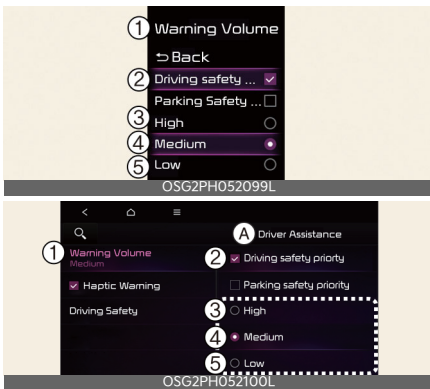 ① Warning Volume
⮌ Back
② Driving safety ...
Parking Safety ...
③ High
④ Medium
⑤ Low
OSG2PH052099L
Ⓐ Driver Assistance
① Warning Volume
Medium
② Driving safety priorty
Haptic Warning
Parking safety priority
Driving Safety
③ High
④ Medium
⑤ Low
OSG2PH052100L